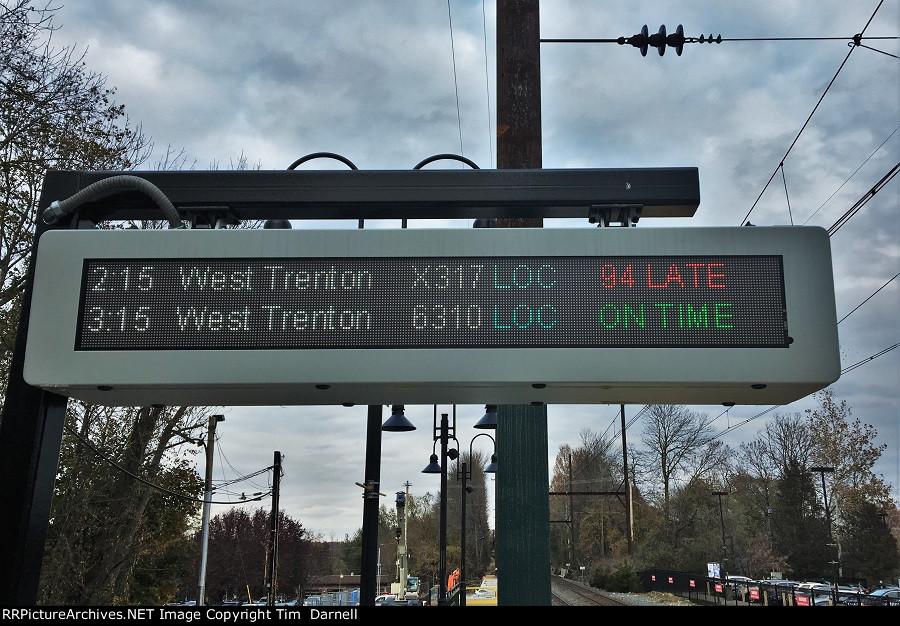 2:15 West Trenton X317 LOC 94 LATE
3:15 West Trenton 6310 LOC ON TIME
RRPictureArchives.NET Image Copyright Tim Darnell